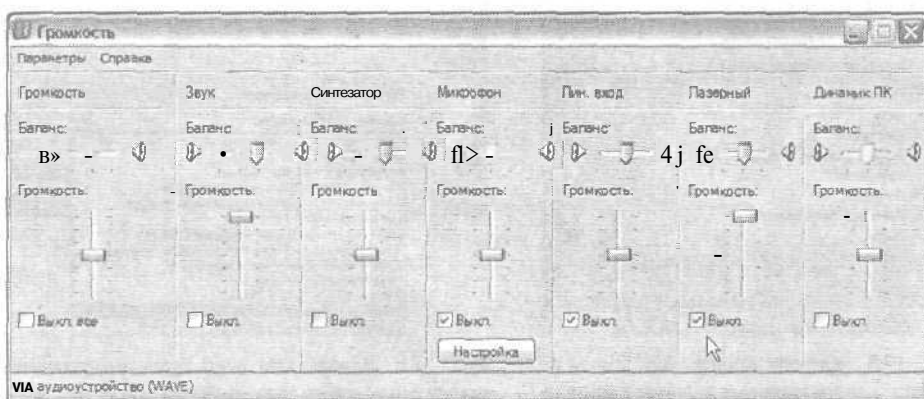 Громкость
Параметры Справка
Громкость Звук Синтезатор Микрофон Лин. вход Лазерный Динамик ПК
Баланс: Баланс: Баланс: Баланс: Баланс: Баланс: Баланс:
Громкость: Громкость: Громкость: Громкость: Громкость: Громкость: Громкость:
Выкл. все Выкл. Выкл. Выкл. Выкл. Выкл. Выкл.
Настройка
VIA аудиоустройство (WAVE)